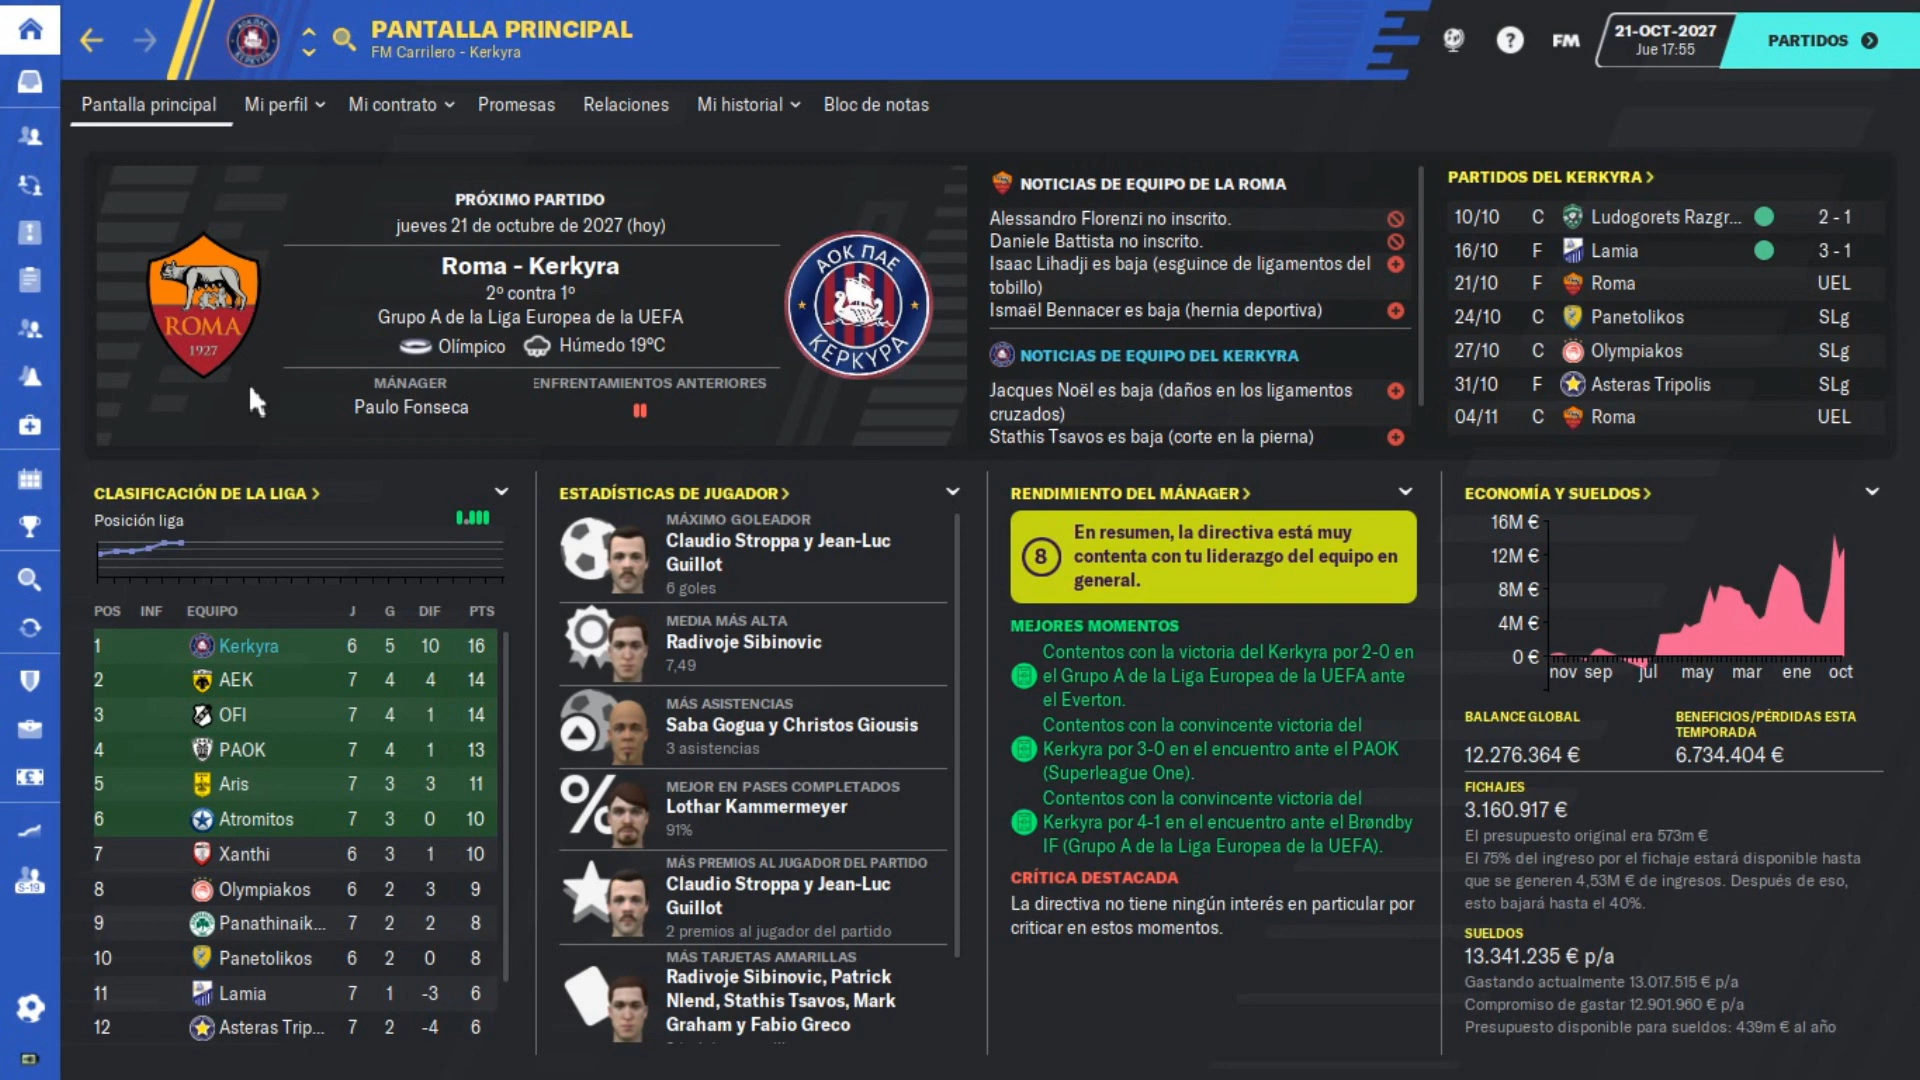 PANTALLA PRINCIPAL
FM Carrilero - Kerkyra
FM
21-OCT-2027
Jue 17:55
PARTIDOS
Pantalla principal
Mi perfil
Mi contrato
Promesas
Relaciones
Mi historial
Bloc de notas
PRÓXIMO PARTIDO
jueves 21 de octubre de 2027 (hoy)
Roma - Kerkyra
2º contra 1º
Grupo A de la Liga Europea de la UEFA
Olímpico
Húmedo 19ºC
MÁNAGER
Paulo Fonseca
ENFRENTAMIENTOS ANTERIORES
ROMA
1927
ΑΟΚ ΠΑΕ
ΚΕΡΚΥΡΑ
NOTICIAS DE EQUIPO DE LA ROMA
Alessandro Florenzi no inscrito.
Daniele Battista no inscrito.
Isaac Lihadji es baja (esguince de ligamentos del
tobillo)
Ismaël Bennacer es baja (hernia deportiva)
NOTICIAS DE EQUIPO DEL KERKYRA
Jacques Noël es baja (daños en los ligamentos
cruzados)
Stathis Tsavos es baja (corte en la pierna)
PARTIDOS DEL KERKYRA
10/10 C Ludogorets Razgr... 2 - 1
16/10 F Lamia 3 - 1
21/10 F Roma UEL
24/10 C Panetolikos SLg
27/10 C Olympiakos SLg
31/10 F Asteras Tripolis SLg
04/11 C Roma UEL
CLASIFICACIÓN DE LA LIGA
Posición liga
POS INF EQUIPO J G DIF PTS
1 Kerkyra 6 5 10 16
2 AEK 7 4 4 14
3 OFI 7 4 1 14
4 PAOK 7 4 1 13
5 Aris 7 3 3 11
6 Atromitos 7 3 0 10
7 Xanthi 6 3 1 10
8 Olympiakos 6 2 3 9
9 Panathinaik... 7 2 2 8
10 Panetolikos 6 2 0 8
11 Lamia 7 1 -3 6
12 Asteras Trip... 7 2 -4 6
ESTADÍSTICAS DE JUGADOR
MÁXIMO GOLEADOR
Claudio Stroppa y Jean-Luc
Guillot
6 goles
MEDIA MÁS ALTA
Radivoje Sibinovic
7,49
MÁS ASISTENCIAS
Saba Gogua y Christos Giousis
3 asistencias
MEJOR EN PASES COMPLETADOS
Lothar Kammermeyer
91%
MÁS PREMIOS AL JUGADOR DEL PARTIDO
Claudio Stroppa y Jean-Luc
Guillot
2 premios al jugador del partido
MÁS TARJETAS AMARILLAS
Radivoje Sibinovic, Patrick
Nlend, Stathis Tsavos, Mark
Graham y Fabio Greco
RENDIMIENTO DEL MÁNAGER
8
En resumen, la directiva está muy
contenta con tu liderazgo del equipo en
general.
MEJORES MOMENTOS
Contentos con la victoria del Kerkyra por 2-0 en
el Grupo A de la Liga Europea de la UEFA ante
el Everton.
Contentos con la convincente victoria del
Kerkyra por 3-0 en el encuentro ante el PAOK
(Superleague One).
Contentos con la convincente victoria del
Kerkyra por 4-1 en el encuentro ante el Brøndby
IF (Grupo A de la Liga Europea de la UEFA).
CRÍTICA DESTACADA
La directiva no tiene ningún interés en particular por
criticar en estos momentos.
ECONOMÍA Y SUELDOS
16M €
12M €
8M €
4M €
0 €
nov sep jul may mar ene oct
BALANCE GLOBAL
12.276.364 €
BENEFICIOS/PÉRDIDAS ESTA
TEMPORADA
6.734.404 €
FICHAJES
3.160.917 €
El presupuesto original era 573m €
El 75% del ingreso por el fichaje estará disponible hasta
que se generen 4,53M € de ingresos. Después de eso,
esto bajará hasta el 40%.
SUELDOS
13.341.235 € p/a
Gastando actualmente 13.017.515 € p/a
Compromiso de gastar 12.901.960 € p/a
Presupuesto disponible para sueldos: 439m € al año
S-19